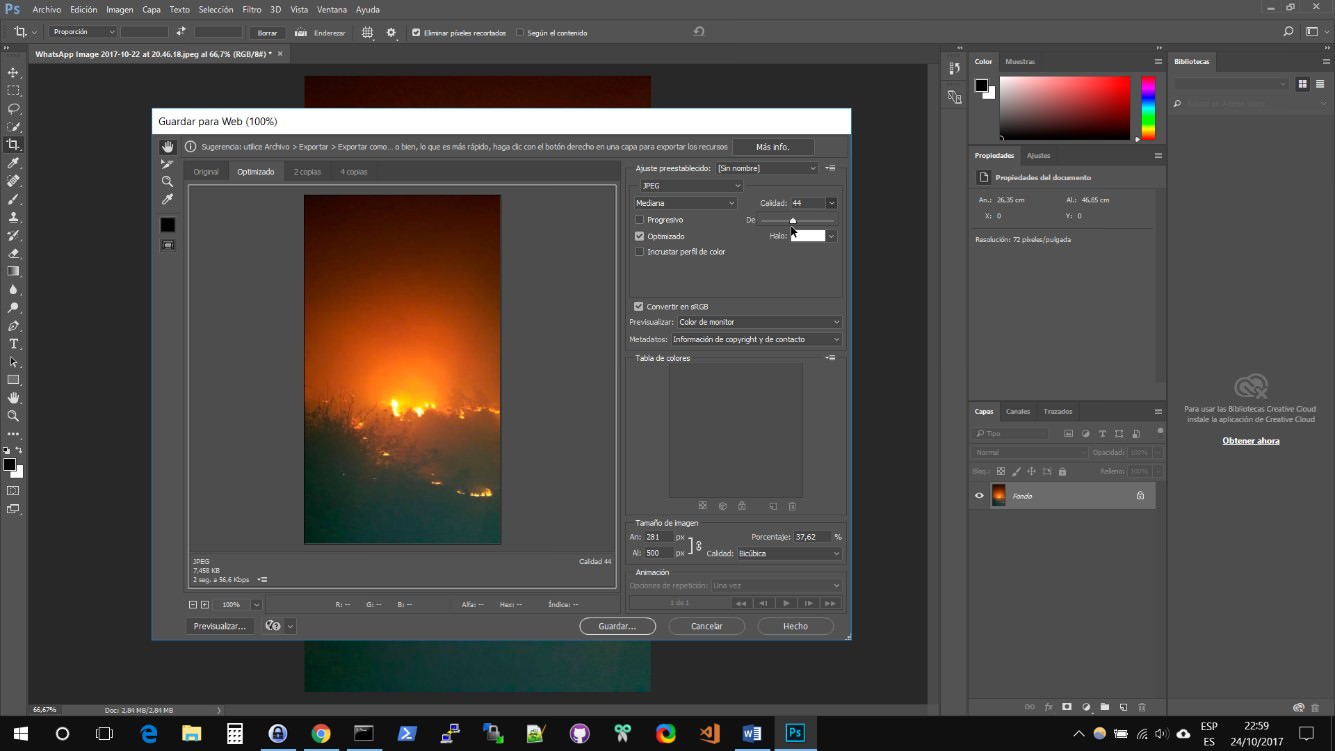 Ps Archivo Edición Imagen Capa Texto Selección Filtro 3D Vista Ventana Ayuda
Proporción Borrar Enderezar Eliminar píxeles recortados Según el contenido
WhatsApp Image 2017-10-22 at 20.46.18.jpeg al 66,7% (RGB/8#) * ×
Guardar para Web (100%)
Sugerencia: utilice Archivo > Exportar > Exportar como... o bien, lo que es más rápido, haga clic con el botón derecho en una capa para exportar los recursos
Más info.
Original Optimizado 2 copias 4 copias
JPEG
7,458 KB
2 seg. a 56,6 Kbps
Calidad 44
100% R: -- G: -- B: -- Alfa: -- Hex: -- Índice: --
Previsualizar...
Ajuste preestablecido: [Sin nombre]
JPEG
Mediana Calidad: 44
Progresivo De
Optimizado Halo:
Incrustar perfil de color
Convertir en sRGB
Previsualizar: Color de monitor
Metadatos: Información de copyright y de contacto
Tabla de colores
Tamaño de imagen
An: 281 px Porcentaje: 37,62 %
Al: 500 px Calidad: Bicúbica
Animación
Opciones de repetición: Una vez
1 de 1
Guardar... Cancelar Hecho
66,67% Doc: 2,84 MB/2,84 MB
Color Muestras
Propiedades Ajustes
Propiedades del documento
An.: 26,35 cm Al.: 46,85 cm
X: 0 Y: 0
Resolución: 72 píxeles/pulgada
Capas Canales Trazados
Tipo
Normal Opacidad: 100%
Bloq.: Relleno: 100%
Fondo
Bibliotecas
Para usar las Bibliotecas Creative Cloud
instale la aplicación de Creative Cloud
Obtener ahora
ESP
ES
22:59
24/10/2017